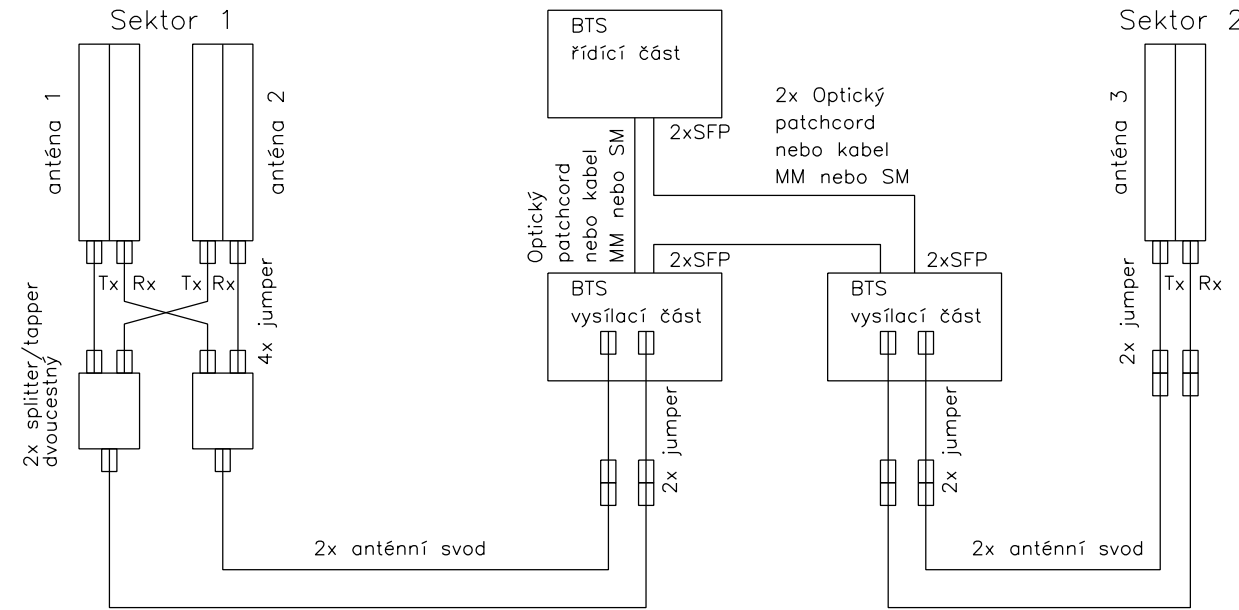 Sektor 1
anténa 1
anténa 2
Tx
Rx
Tx
Rx
4x jumper
2x splitter/tapper
dvoucestný
BTS
řídící část
2xSFP
Optický
patchcord
nebo kabel
MM nebo SM
2x Optický
patchcord
nebo kabel
MM nebo SM
2xSFP
BTS
vysílací část
2x jumper
2xSFP
BTS
vysílací část
2x jumper
Sektor 2
anténa 3
Tx
Rx
2x jumper
2x anténní svod
2x anténní svod